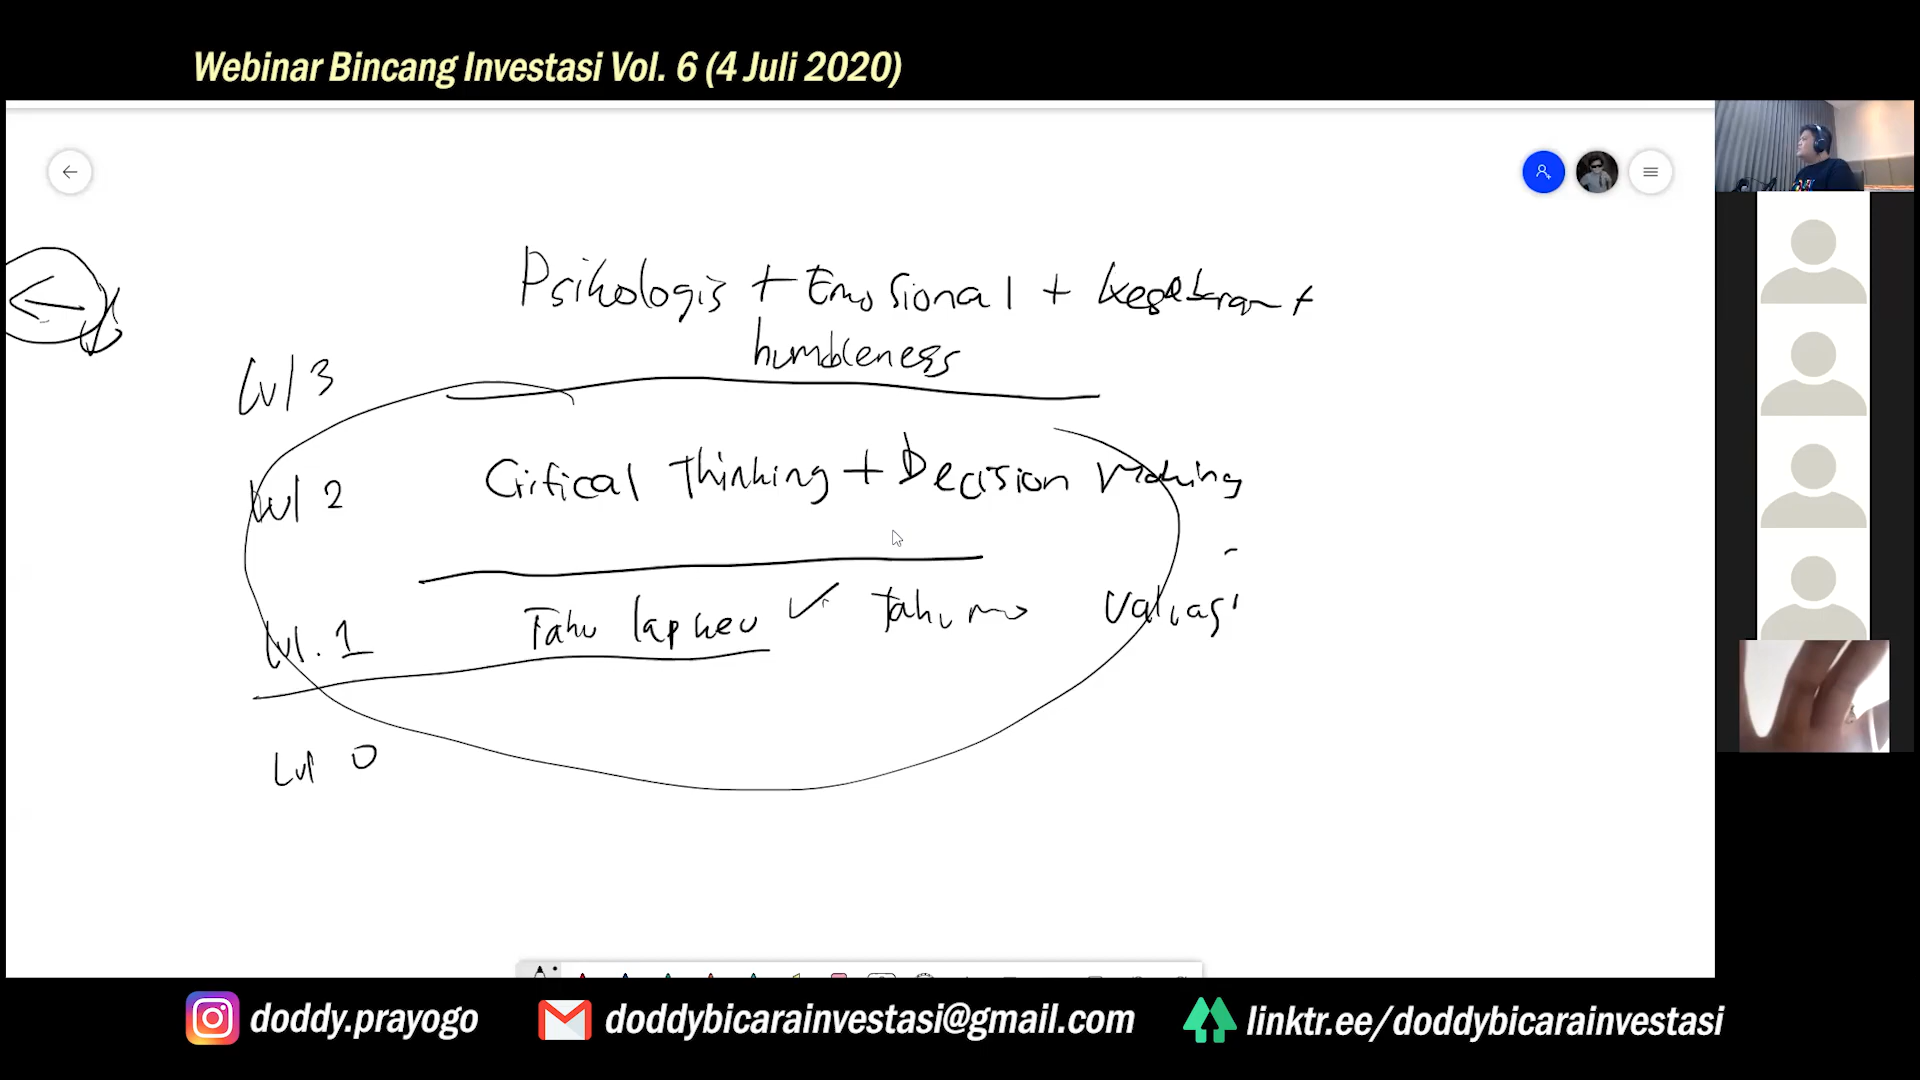 Webinar Bincang Investasi Vol. 6 (4 Juli 2020)
Psikologis + Emosional + kesabaran +
humbleness
Lvl 3
Lvl 2 Critical Thinking + Decision Making
Lvl. 1 Tahu lapkeu ✓ Tahu valuasi
Lvl 0
doddy.prayogo doddybicarainvestasi@gmail.com linktr.ee/doddybicarainvestasi